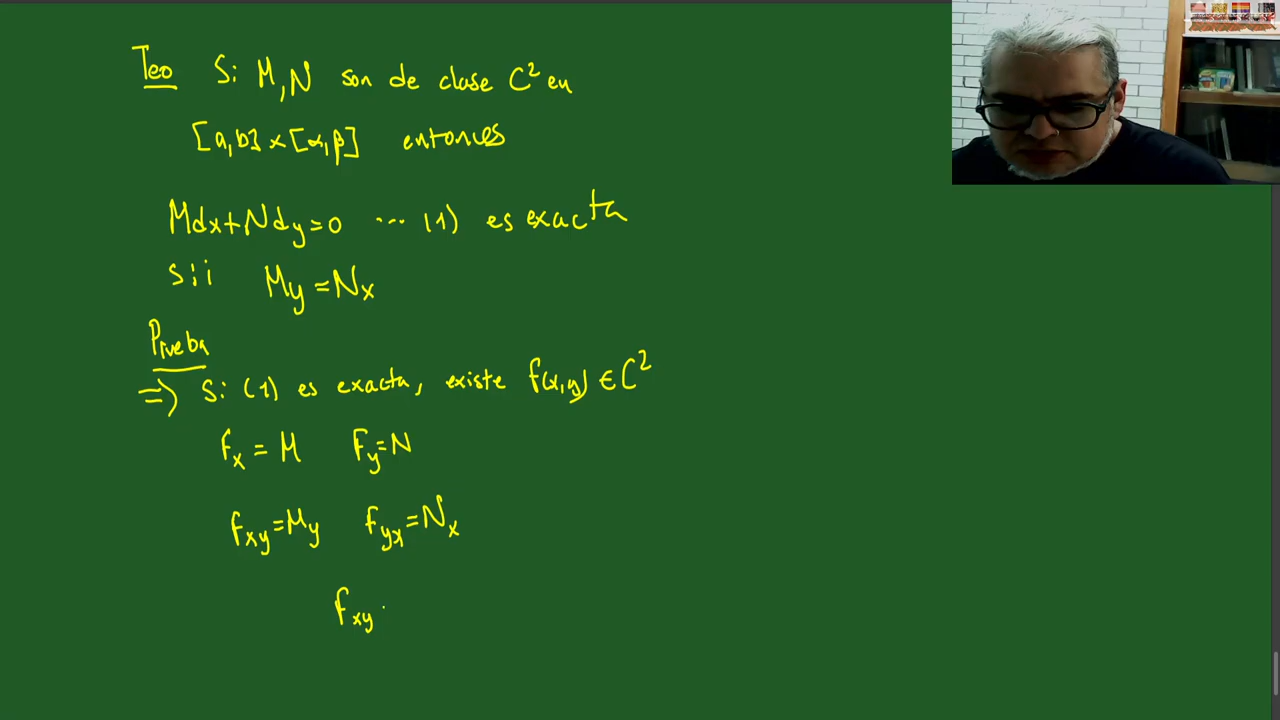 Teo Si M,N son de clase C² en
[a,b]×[α,β] entonces
Mdx+Ndy=0 ... (1) es exacta
sii My=Nx
Prueba
=> Si (1) es exacta, existe f(x,y) ∈ C²
fx = M fy=N
fxy=My fyx=Nx
fxy